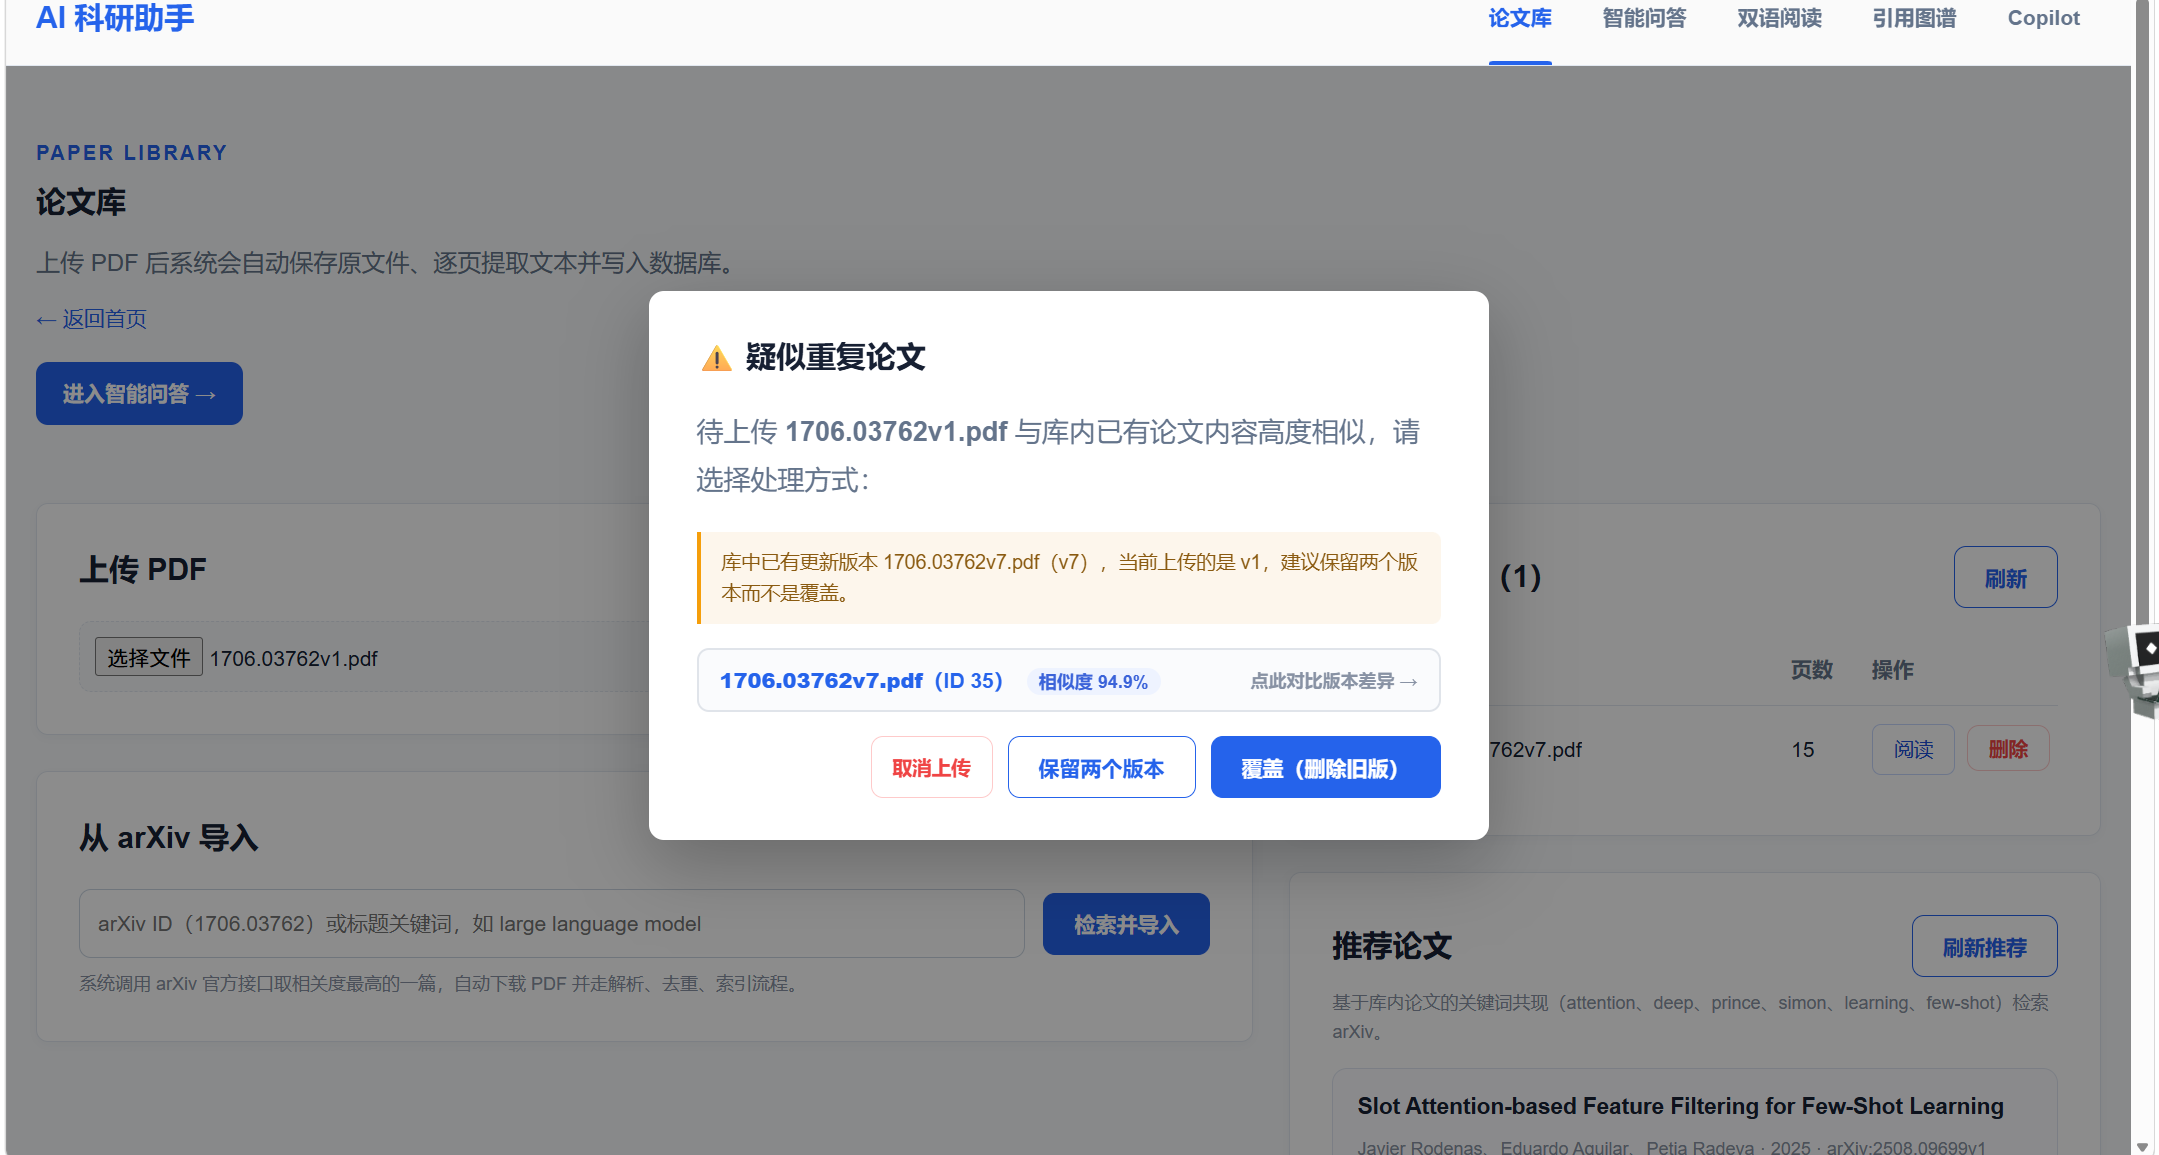 AI 科研助手
论文库
智能问答
双语阅读
引用图谱
Copilot
PAPER LIBRARY
论文库
上传 PDF 后系统会自动保存原文件、逐页提取文本并写入数据库。
← 返回首页
进入智能问答 →
上传 PDF
选择文件 1706.03762v1.pdf
从 arXiv 导入
arXiv ID（1706.03762）或标题关键词，如 large language model
检索并导入
系统调用 arXiv 官方接口取相关度最高的一篇，自动下载 PDF 并走解析、去重、索引流程。
⚠ 疑似重复论文
待上传 1706.03762v1.pdf 与库内已有论文内容高度相似，请
选择处理方式：
库中已有更新版本 1706.03762v7.pdf（v7），当前上传的是 v1，建议保留两个版
本而不是覆盖。
1706.03762v7.pdf（ID 35） 相似度 94.9% 点此对比版本差异 →
取消上传
保留两个版本
覆盖（删除旧版）
(1)
刷新
页数 操作
762v7.pdf 15 阅读 删除
推荐论文
刷新推荐
基于库内论文的关键词共现（attention、deep、prince、simon、learning、few-shot）检索
arXiv。
Slot Attention-based Feature Filtering for Few-Shot Learning
Javier Rodenas、Eduardo Aguilar、Petia Radeva · 2025 · arXiv:2508.09699v1